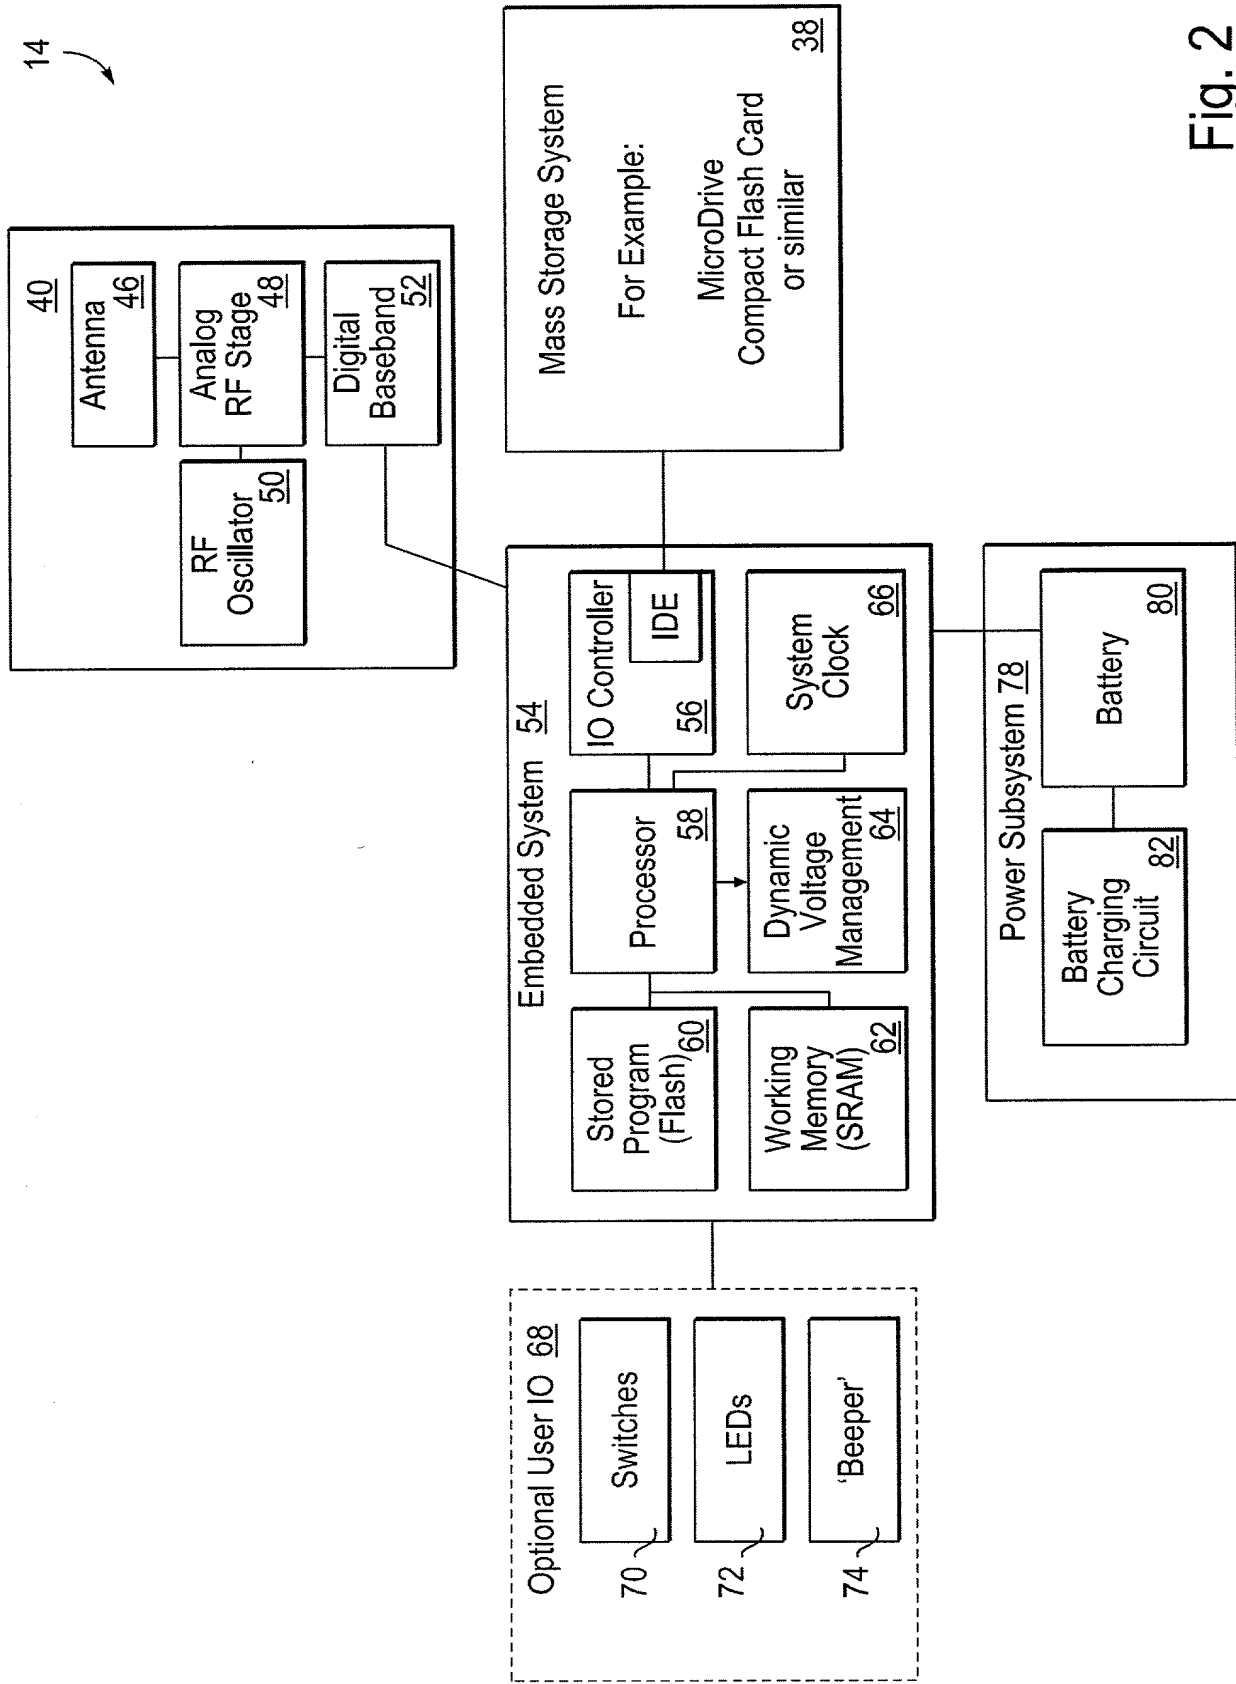 14
40
Antenna
46
Analog
RF Stage
48
RF
Oscillator
50
Digital
Baseband
52
Mass Storage System
For Example:
MicroDrive
Compact Flash Card
or similar
38
Embedded System 54
Stored
Program
(Flash)
60
Processor
58
IO Controller
56
IDE
Working
Memory
(SRAM)
62
Dynamic
Voltage
Management
64
System
Clock
66
Optional User IO 68
Switches
70
LEDs
72
'Beeper'
74
Power Subsystem 78
Battery
Charging
Circuit
82
Battery
80
Fig. 2